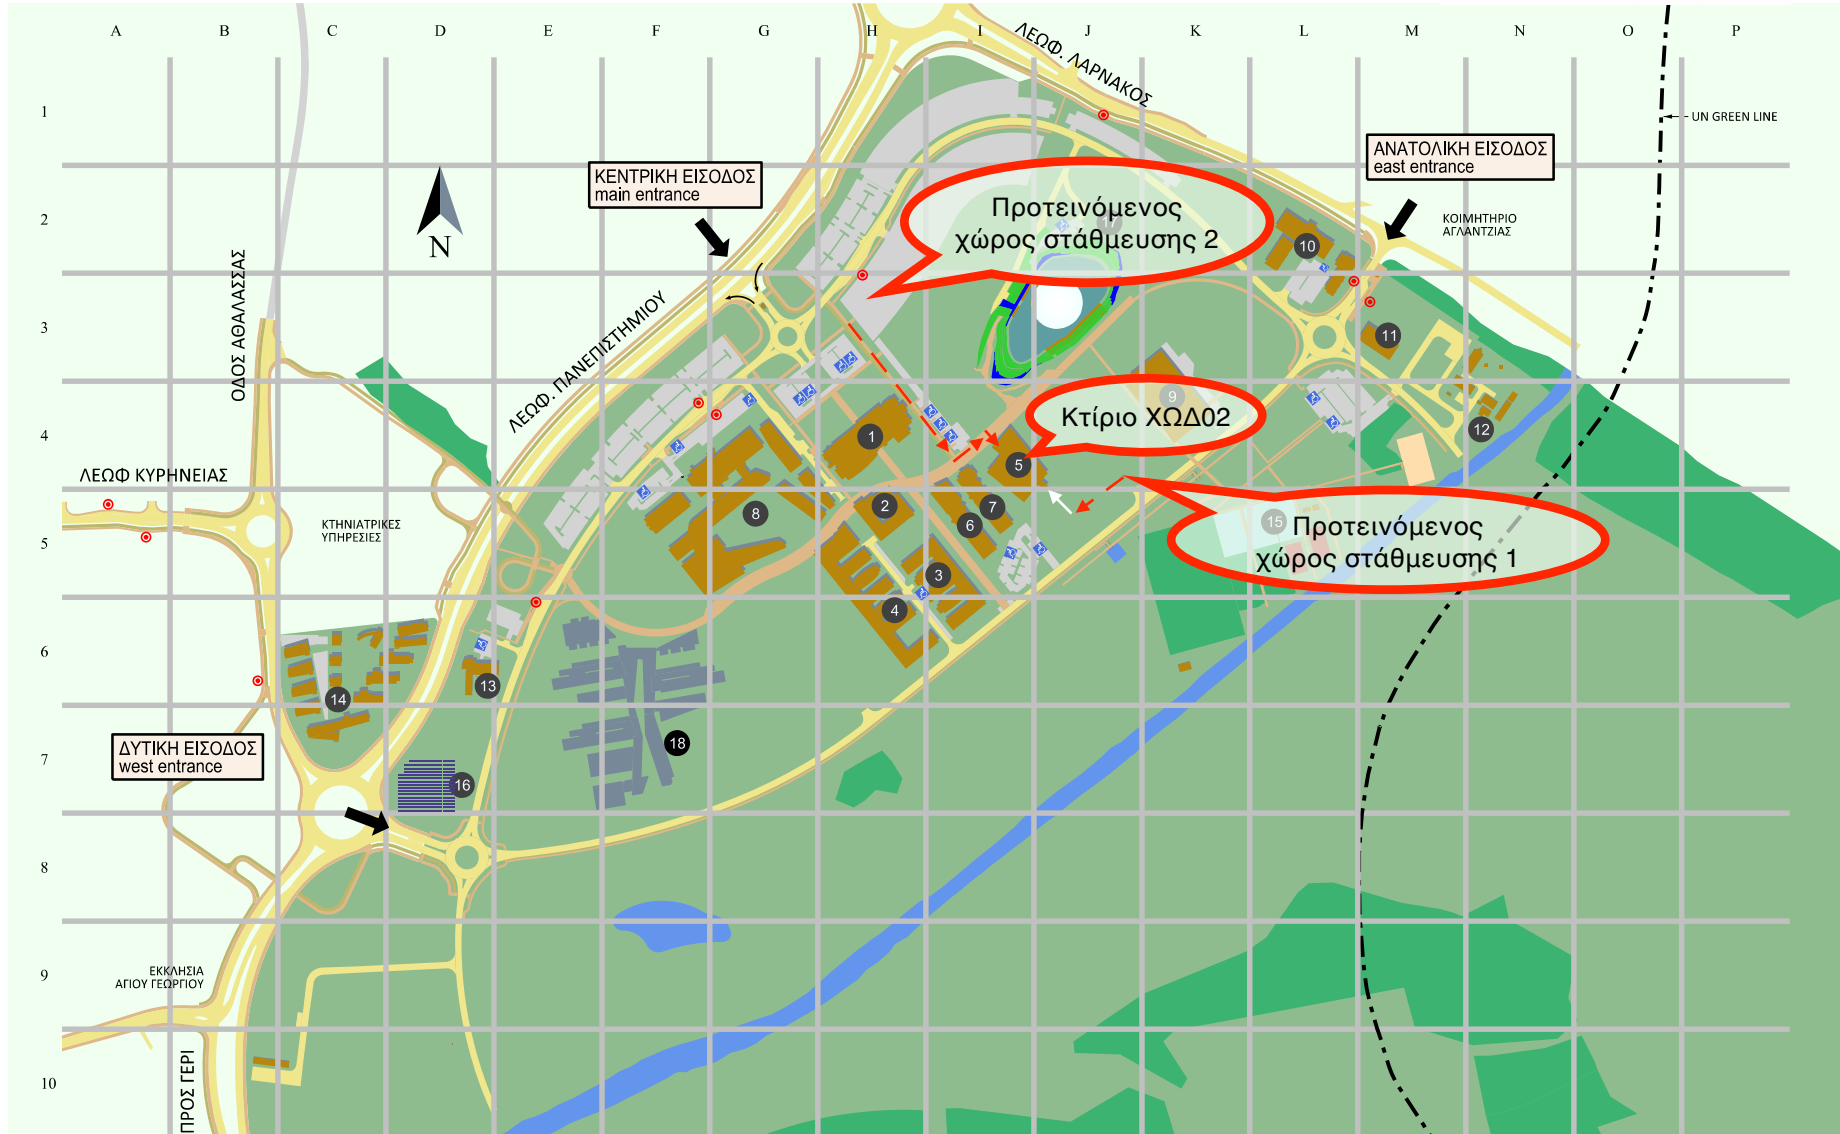 A B C D E F G H I J K L M N O P
ΛΕΩΦ. ΛΑΡΝΑΚΟΣ
1
UN GREEN LINE
ΚΕΝΤΡΙΚΗ ΕΙΣΟΔΟΣ
main entrance
ΑΝΑΤΟΛΙΚΗ ΕΙΣΟΔΟΣ
east entrance
2
N
Προτεινόμενος
χώρος στάθμευσης 2
17
10
ΚΟΙΜΗΤΗΡΙΟ
ΑΓΛΑΝΤΖΙΑΣ
ΟΔΟΣ ΑΘΑΛΑΣΣΑΣ
ΛΕΩΦ. ΠΑΝΕΠΙΣΤΗΜΙΟΥ
3
11
4
9
Κτίριο ΧΩΔ02
1
12
5
ΛΕΩΦ ΚΥΡΗΝΕΙΑΣ
ΚΤΗΝΙΑΤΡΙΚΕΣ
ΥΠΗΡΕΣΙΕΣ
8
2
7
6
15
Προτεινόμενος
χώρος στάθμευσης 1
5
3
4
6
14
13
ΔΥΤΙΚΗ ΕΙΣΟΔΟΣ
west entrance
18
7
16
8
9
ΕΚΚΛΗΣΙΑ
ΑΓΙΟΥ ΓΕΩΡΓΙΟΥ
10
ΠΡΟΣ ΓΕΡΙ